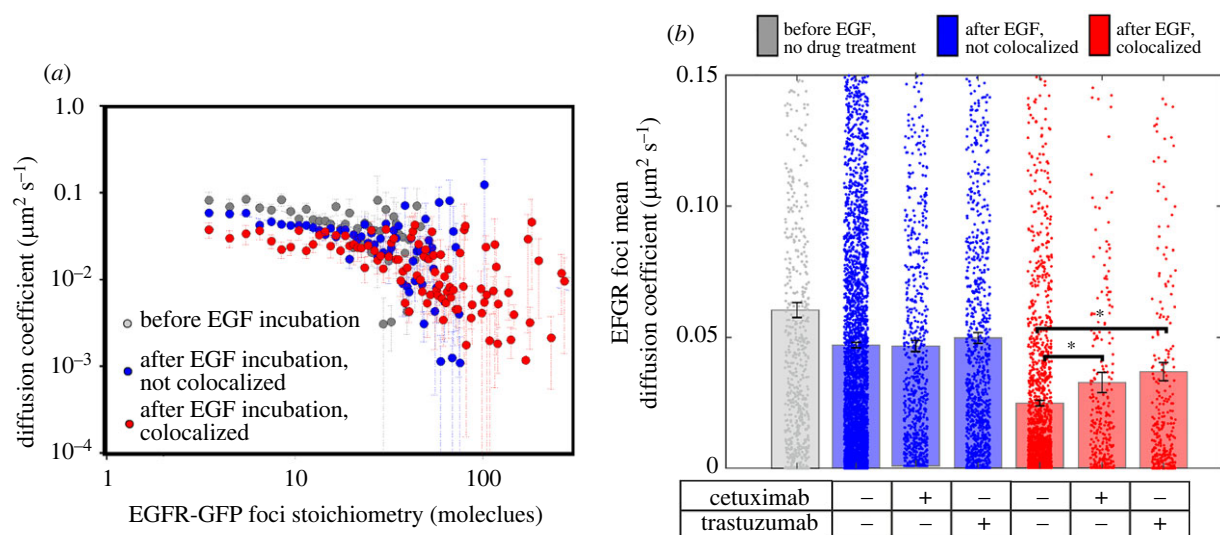 (a)
1.0
0.1
10–2
10–3
10–4
diffusion coefficient (μm2 s–1)
before EGF incubation
after EGF incubation,
not colocalized
after EGF incubation,
colocalized
1
10
100
EGFR-GFP foci stoichiometry (moleclues)
(b)
before EGF,
no drug treatment
after EGF,
not colocalized
after EGF,
colocalized
0.15
0.10
0.05
0
EFGR foci mean
diffusion coefficient (μm2 s–1)
*
*
cetuximab – + – – + –
trastuzumab – – + – – +